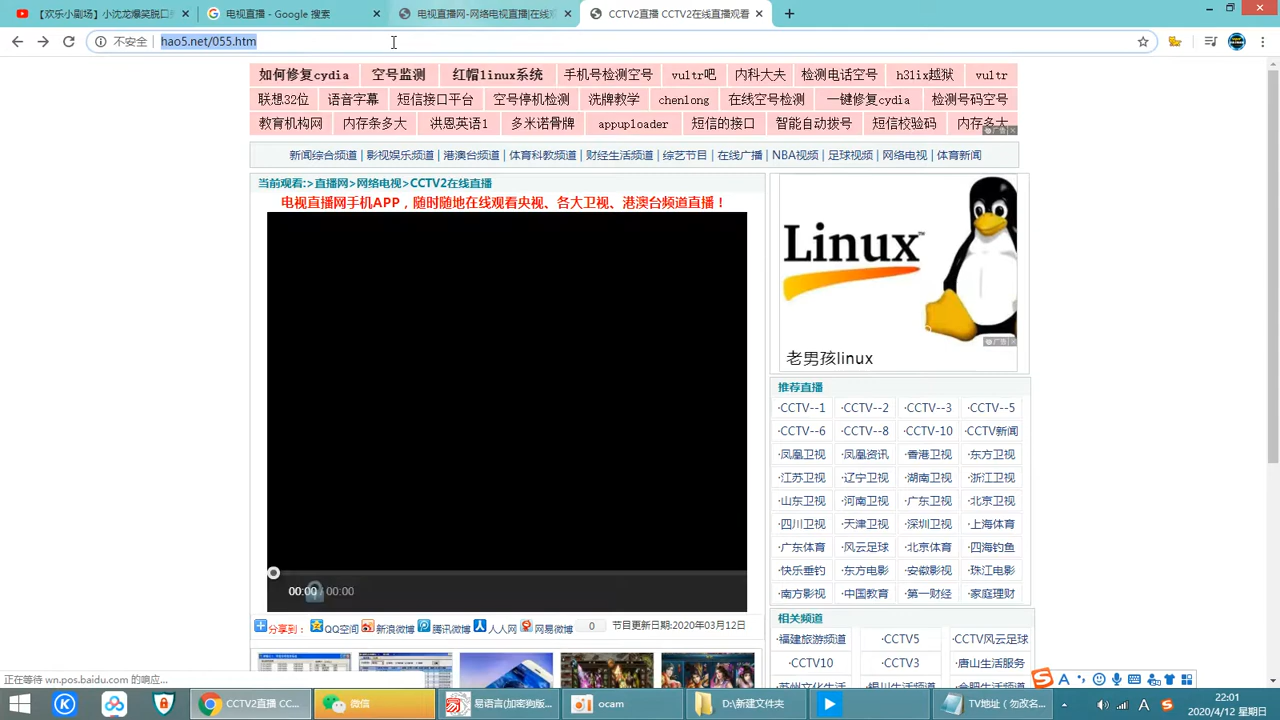 【欢乐小剧场】小沈龙爆笑脱口
电视直播 - Google 搜索
电视直播网-网络电视直播|在线
CCTV2直播 CCTV2在线直播观看
不安全 hao5.net/055.htm
如何修复cydia 空号监测 红帽linux系统 手机号检测空号 vultr吧 内科大夫 检测电话空号 h3lix越狱 vultr
联想32位 语音字幕 短信接口平台 空号停机检测 洗牌教学 chenlong 在线空号检测 一键修复cydia 检测号码空号
教育机构网 内存条多大 洪恩英语1 多米诺骨牌 appuploader 短信的接口 智能自动拨号 短信校验码 内存多大
广告
新闻综合频道 | 影视娱乐频道 | 港澳台频道 | 体育科教频道 | 财经生活频道 | 综艺节目 | 在线广播 | NBA视频 | 足球视频 | 网络电视 | 体育新闻
当前观看:>直播网>网络电视>CCTV2在线直播
电视直播网手机APP，随时随地在线观看央视、各大卫视、港澳台频道直播！
00:00 / 00:00
分享到： QQ空间 新浪微博 腾讯微博 人人网 网易微博 0 节目更新日期:2020年03月12日
Linux™
广告
老男孩linux
推荐直播
·CCTV--1 ·CCTV--2 ·CCTV--3 ·CCTV--5
·CCTV--6 ·CCTV--8 ·CCTV-10 ·CCTV新闻
·凤凰卫视 ·凤凰资讯 ·香港卫视 ·东方卫视
·江苏卫视 ·辽宁卫视 ·湖南卫视 ·浙江卫视
·山东卫视 ·河南卫视 ·广东卫视 ·北京卫视
·四川卫视 ·天津卫视 ·深圳卫视 ·上海体育
·广东体育 ·风云足球 ·北京体育 ·四海钓鱼
·快乐垂钓 ·东方电影 ·安徽影视 ·珠江电影
·南方影视 ·中国教育 ·第一财经 ·家庭理财
相关频道
·福建旅游频道 ·CCTV5 ·CCTV风云足球
·CCTV10 ·CCTV3 ·唐山生活服务
·苏州文化生活 ·银川生活频道 ·合肥生活频道
正在等待 wn.pos.baidu.com 的响应...
CCTV2直播 CC...
微信
易语言(加密狗版...
ocam
D:\新建文件夹
TV地址（勿改名...
22:01
2020/4/12 星期日